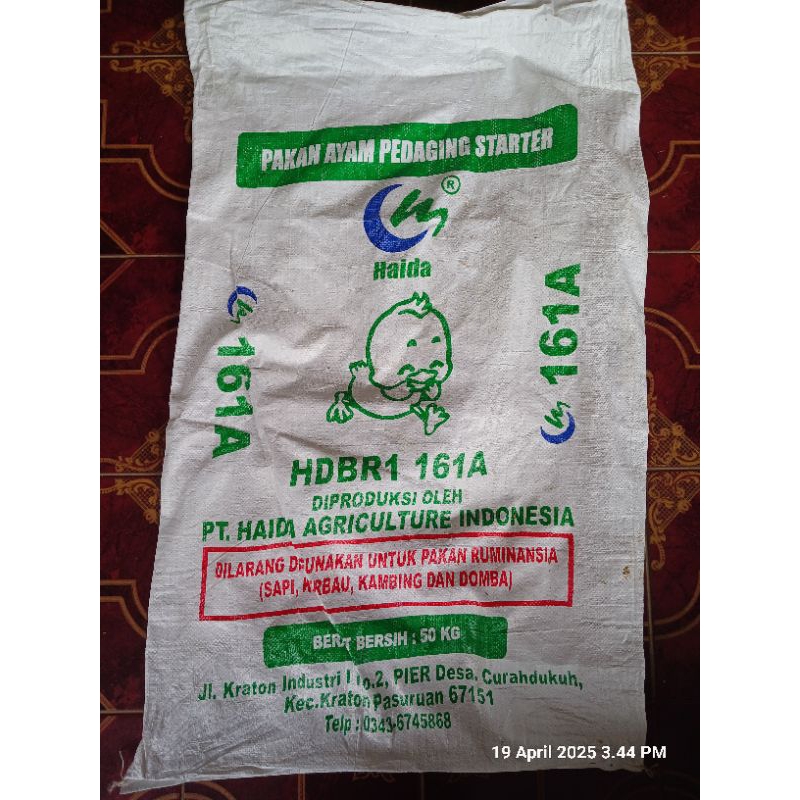 PAKAN AYAM PEDAGING STARTER
®
Haida
161A
161A
HDBR1 161A
DIPRODUKSI OLEH
PT. HAIDA AGRICULTURE INDONESIA
DILARANG DUNAKAN UNTUK PAKAN RUMINANSIA
(SAPI, KRBAU, KAMBING DAN DOMBA)
BERAT BERSIH : 50 KG
Jl. Kraton Industri I No.2, PIER Desa. Curahdukuh,
Kec.Kraton Pasuruan 67151
Telp : 0343-6745868
19 April 2025 3.44 PM